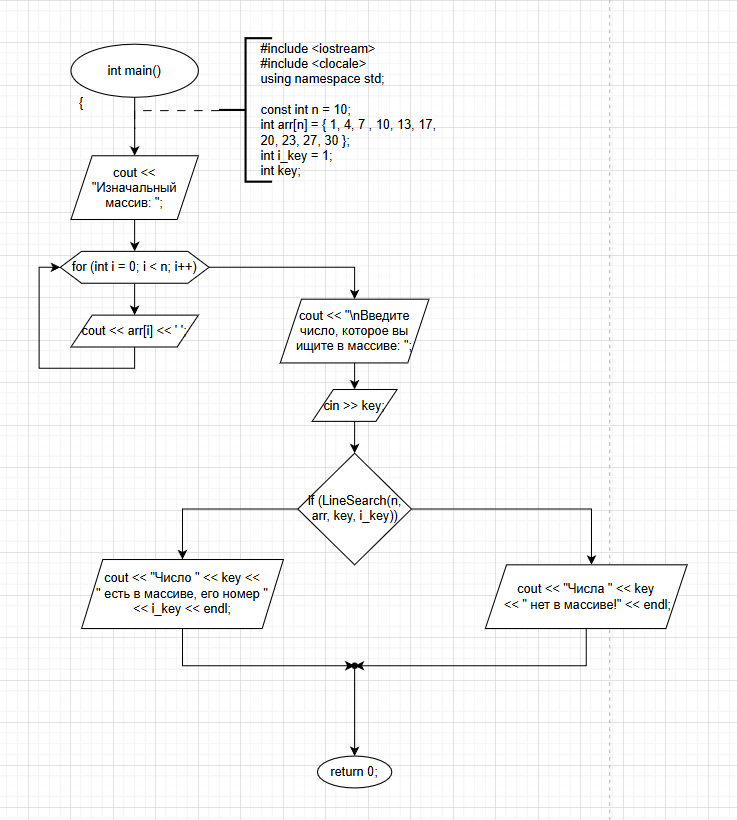 int main()
{
#include <iostream>
#include <clocale>
using namespace std;
const int n = 10;
int arr[n] = { 1, 4, 7 , 10, 13, 17,
20, 23, 27, 30 };
int i_key = 1;
int key;
cout <<
"Изначальный
массив: ";
for (int i = 0; i < n; i++)
cout << arr[i] << ' ';
cout << "\nВведите
число, которое вы
ищите в массиве: ";
cin >> key;
If (LineSearch(n,
arr, key, i_key))
cout << "Число " << key <<
" есть в массиве, его номер "
<< i_key << endl;
cout << "Числа " << key
<< " нет в массиве!" << endl;
return 0;